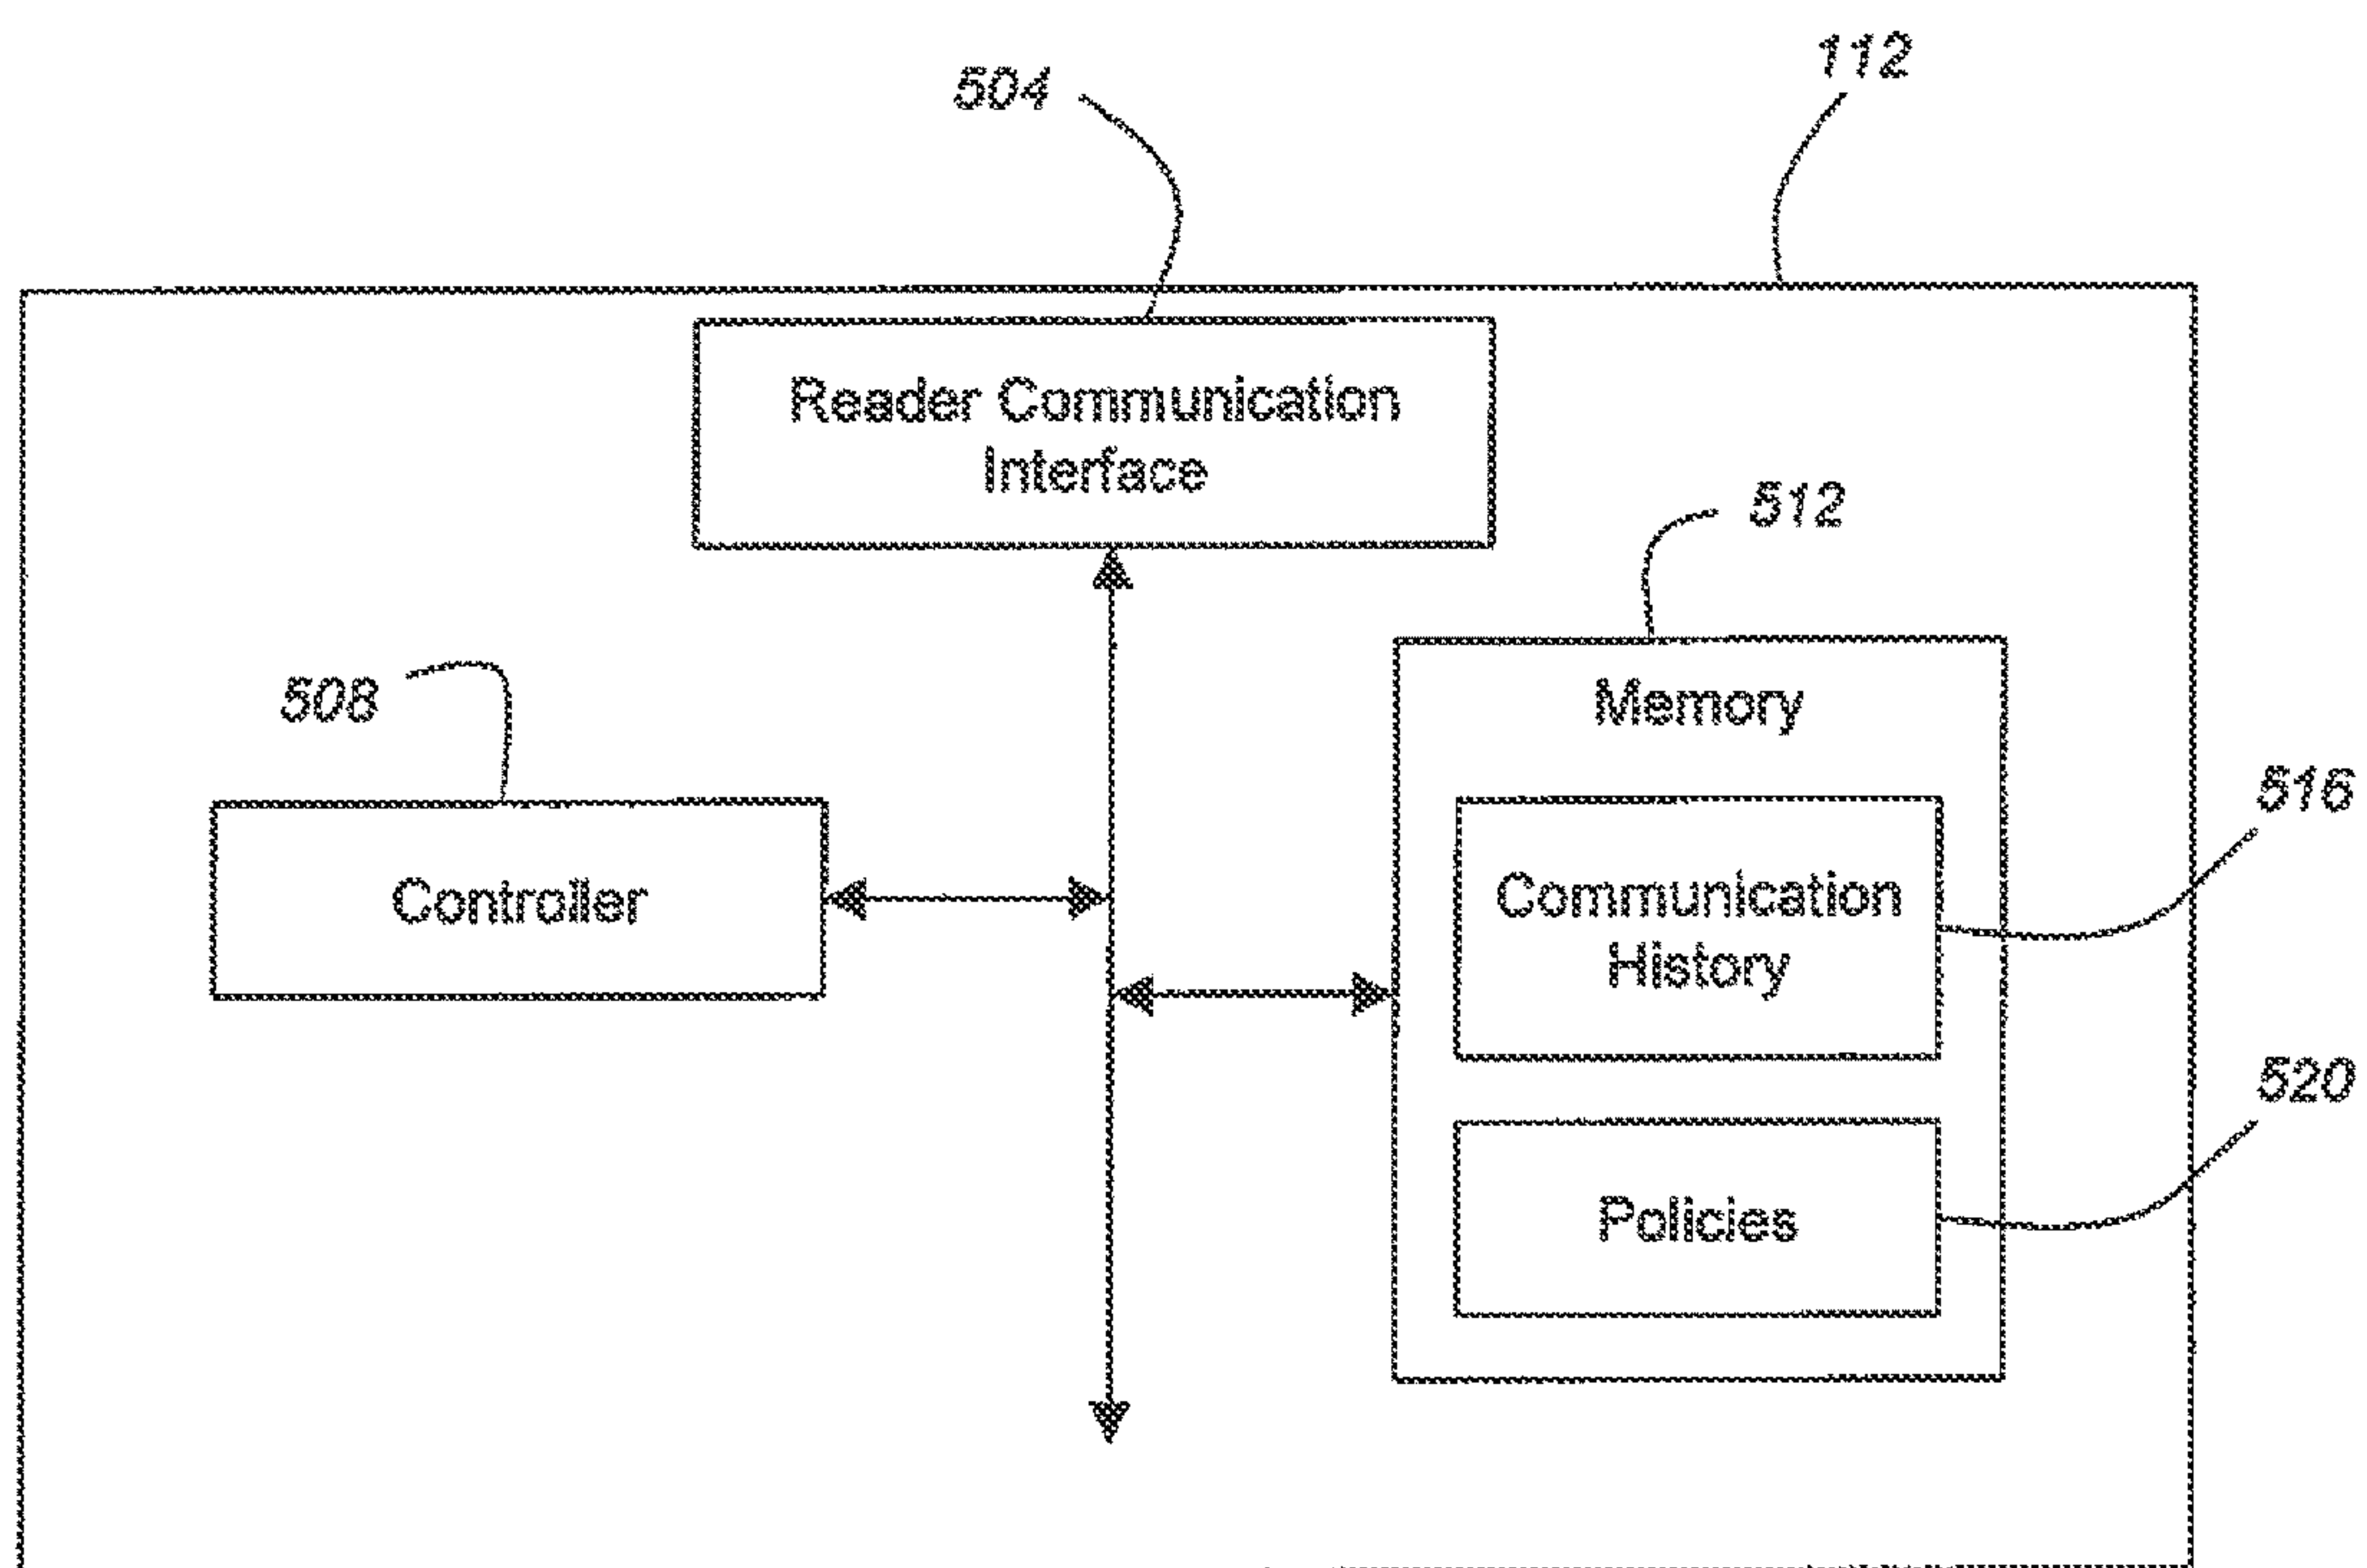 112
504
Reader Communication
Interface
512
508
Memory
516
Controller
Communication
History
520
Policies